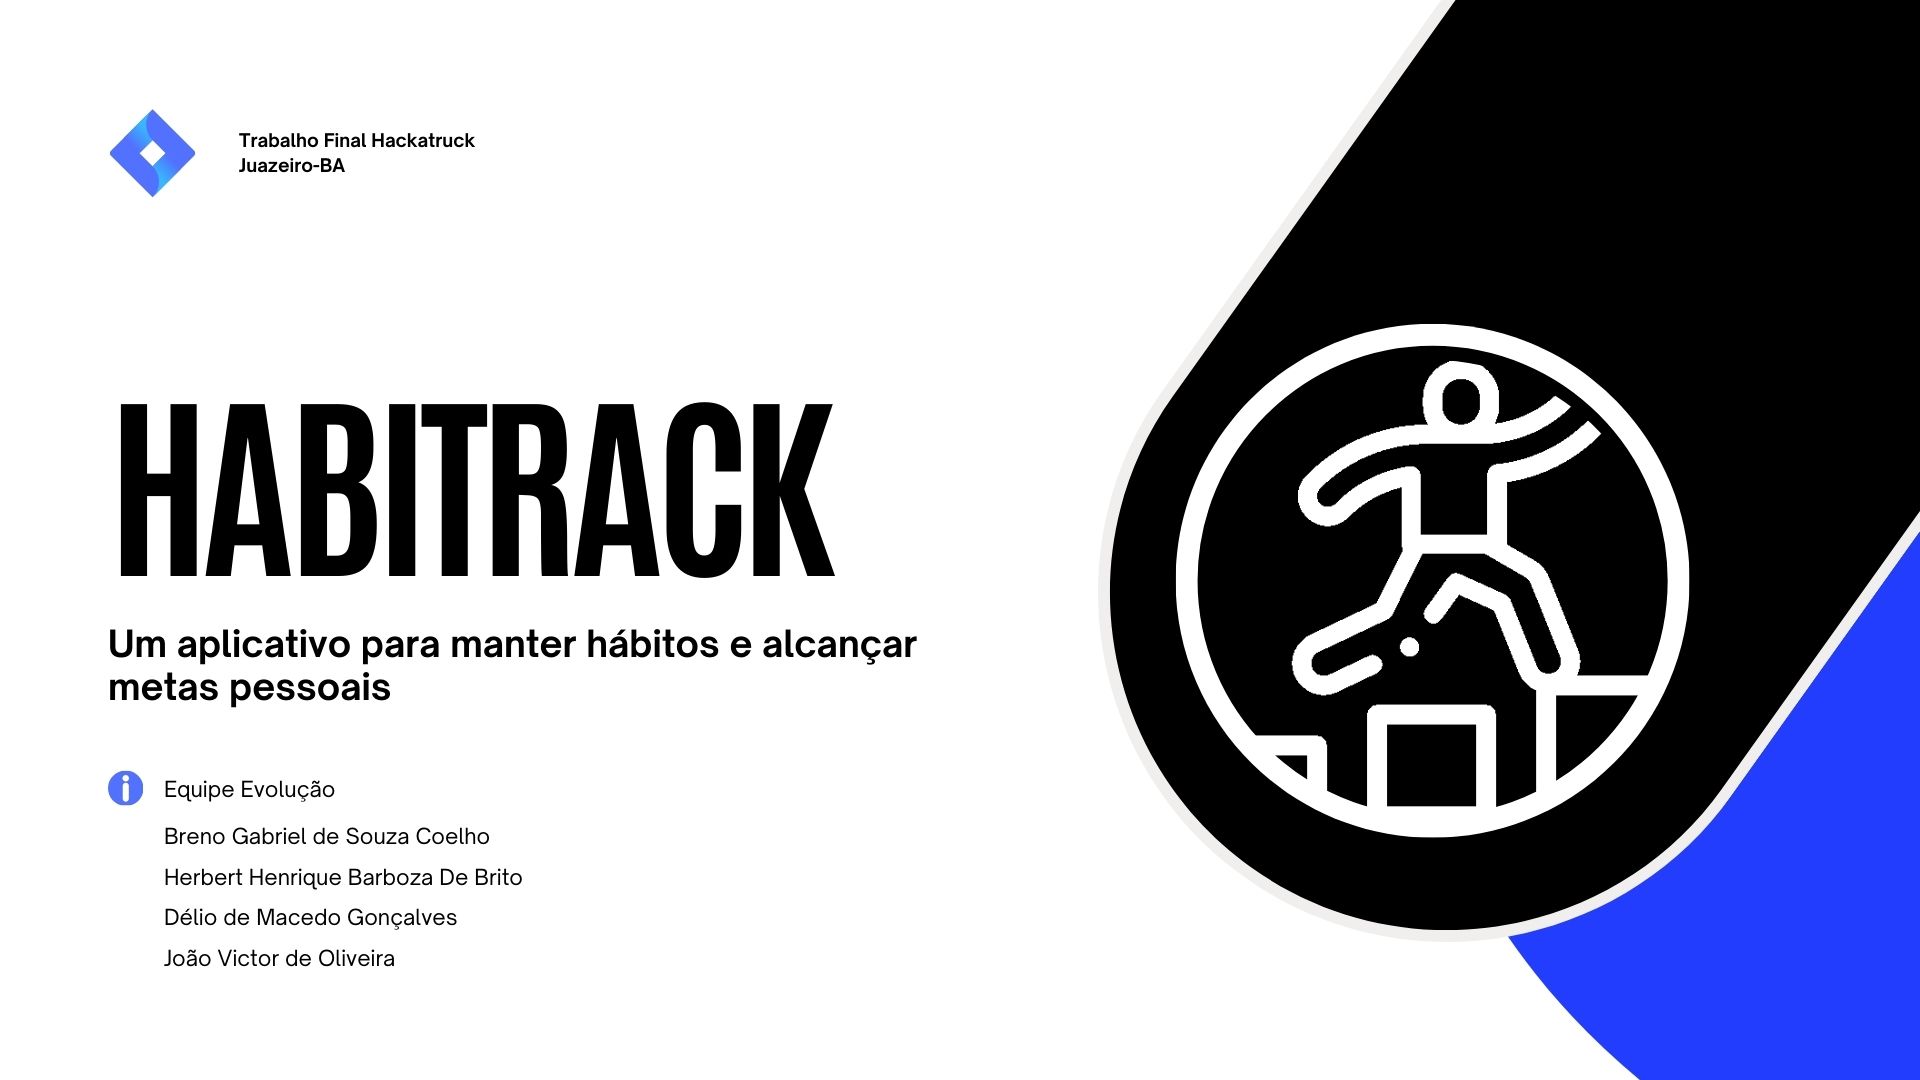 Trabalho Final Hackatruck
Juazeiro-BA
HABITRACK
Um aplicativo para manter hábitos e alcançar
metas pessoais
Equipe Evolução
Breno Gabriel de Souza Coelho
Herbert Henrique Barboza De Brito
Délio de Macedo Gonçalves
João Victor de Oliveira